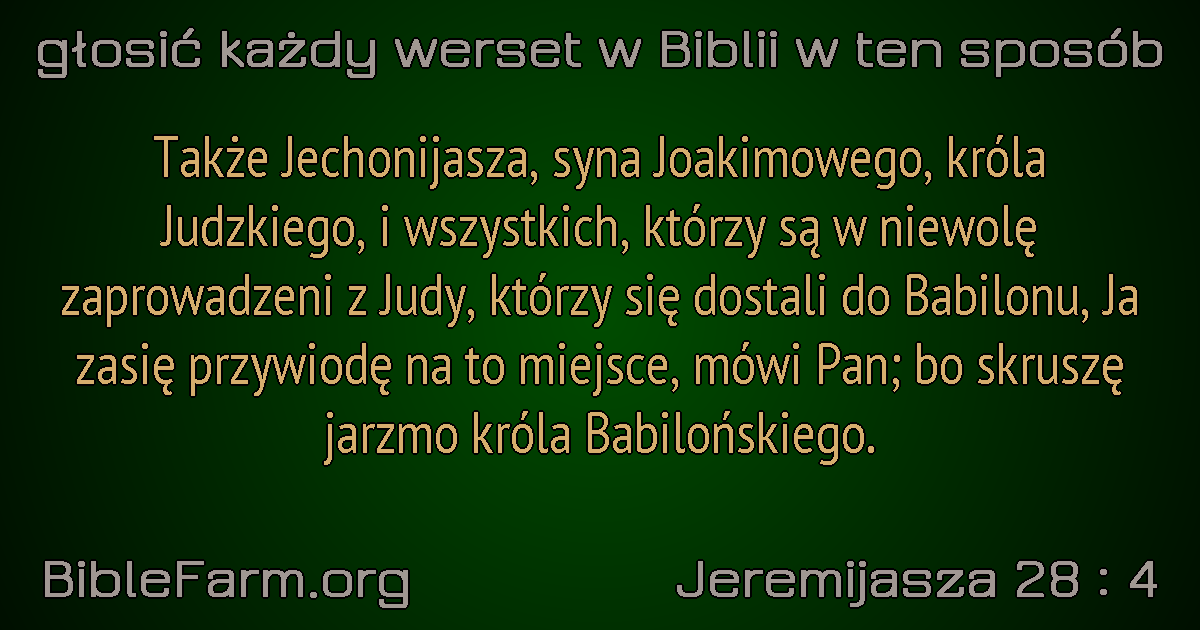 głosić każdy werset w Biblii w ten sposób
Także Jechonijasza, syna Joakimowego, króla
Judzkiego, i wszystkich, którzy są w niewolę
zaprowadzeni z Judy, którzy się dostali do Babilonu, Ja
zasię przywiodę na to miejsce, mówi Pan; bo skruszę
jarzmo króla Babilońskiego.
BibleFarm.org
Jeremijasza 28 : 4